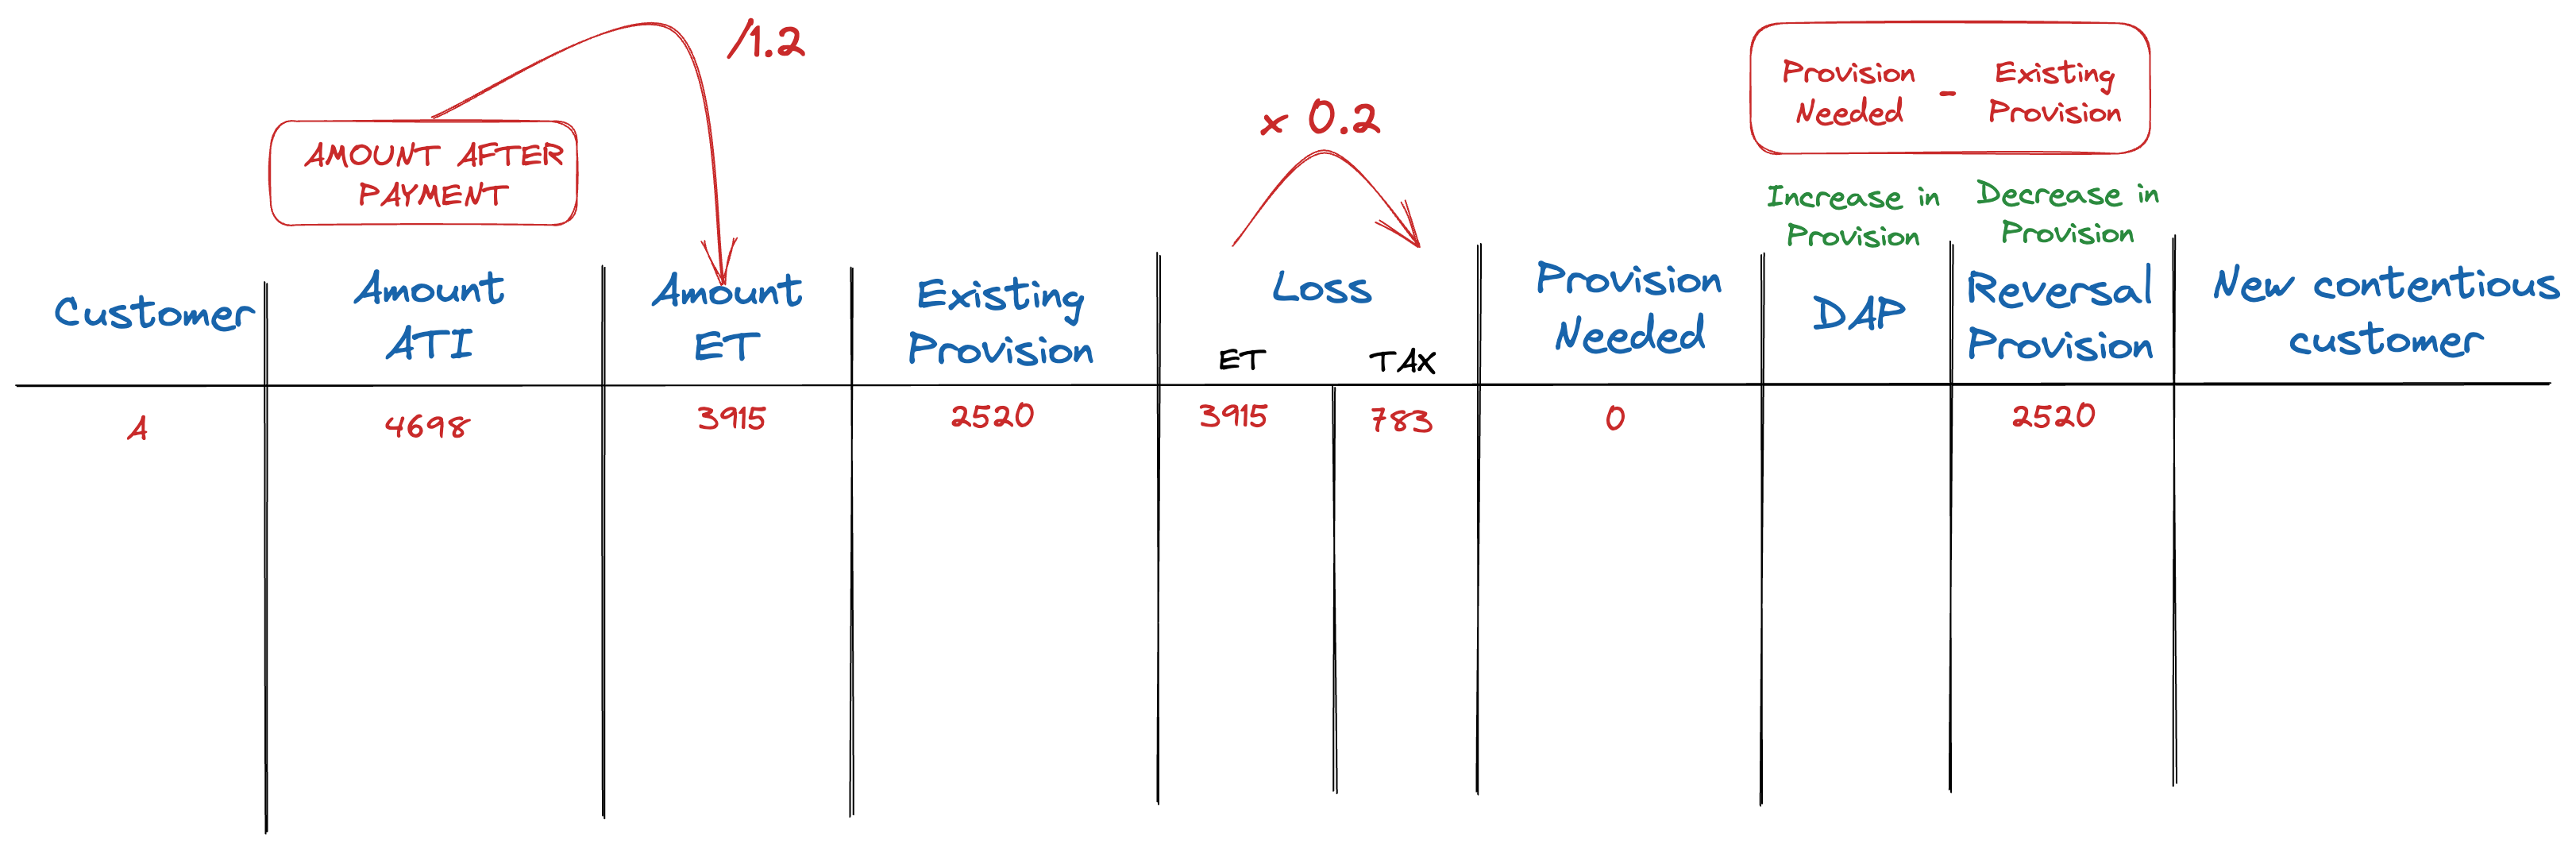 /1.2
AMOUNT AFTER
PAYMENT
x 0.2
Provision
Needed
-
Existing
Provision
Increase in
Provision
Decrease in
Provision
Customer
Amount
ATI
Amount
ET
Existing
Provision
Loss
ET
TAX
Provision
Needed
DAP
Reversal
Provision
New contentious
customer
A
4698
3915
2520
3915
783
0
2520